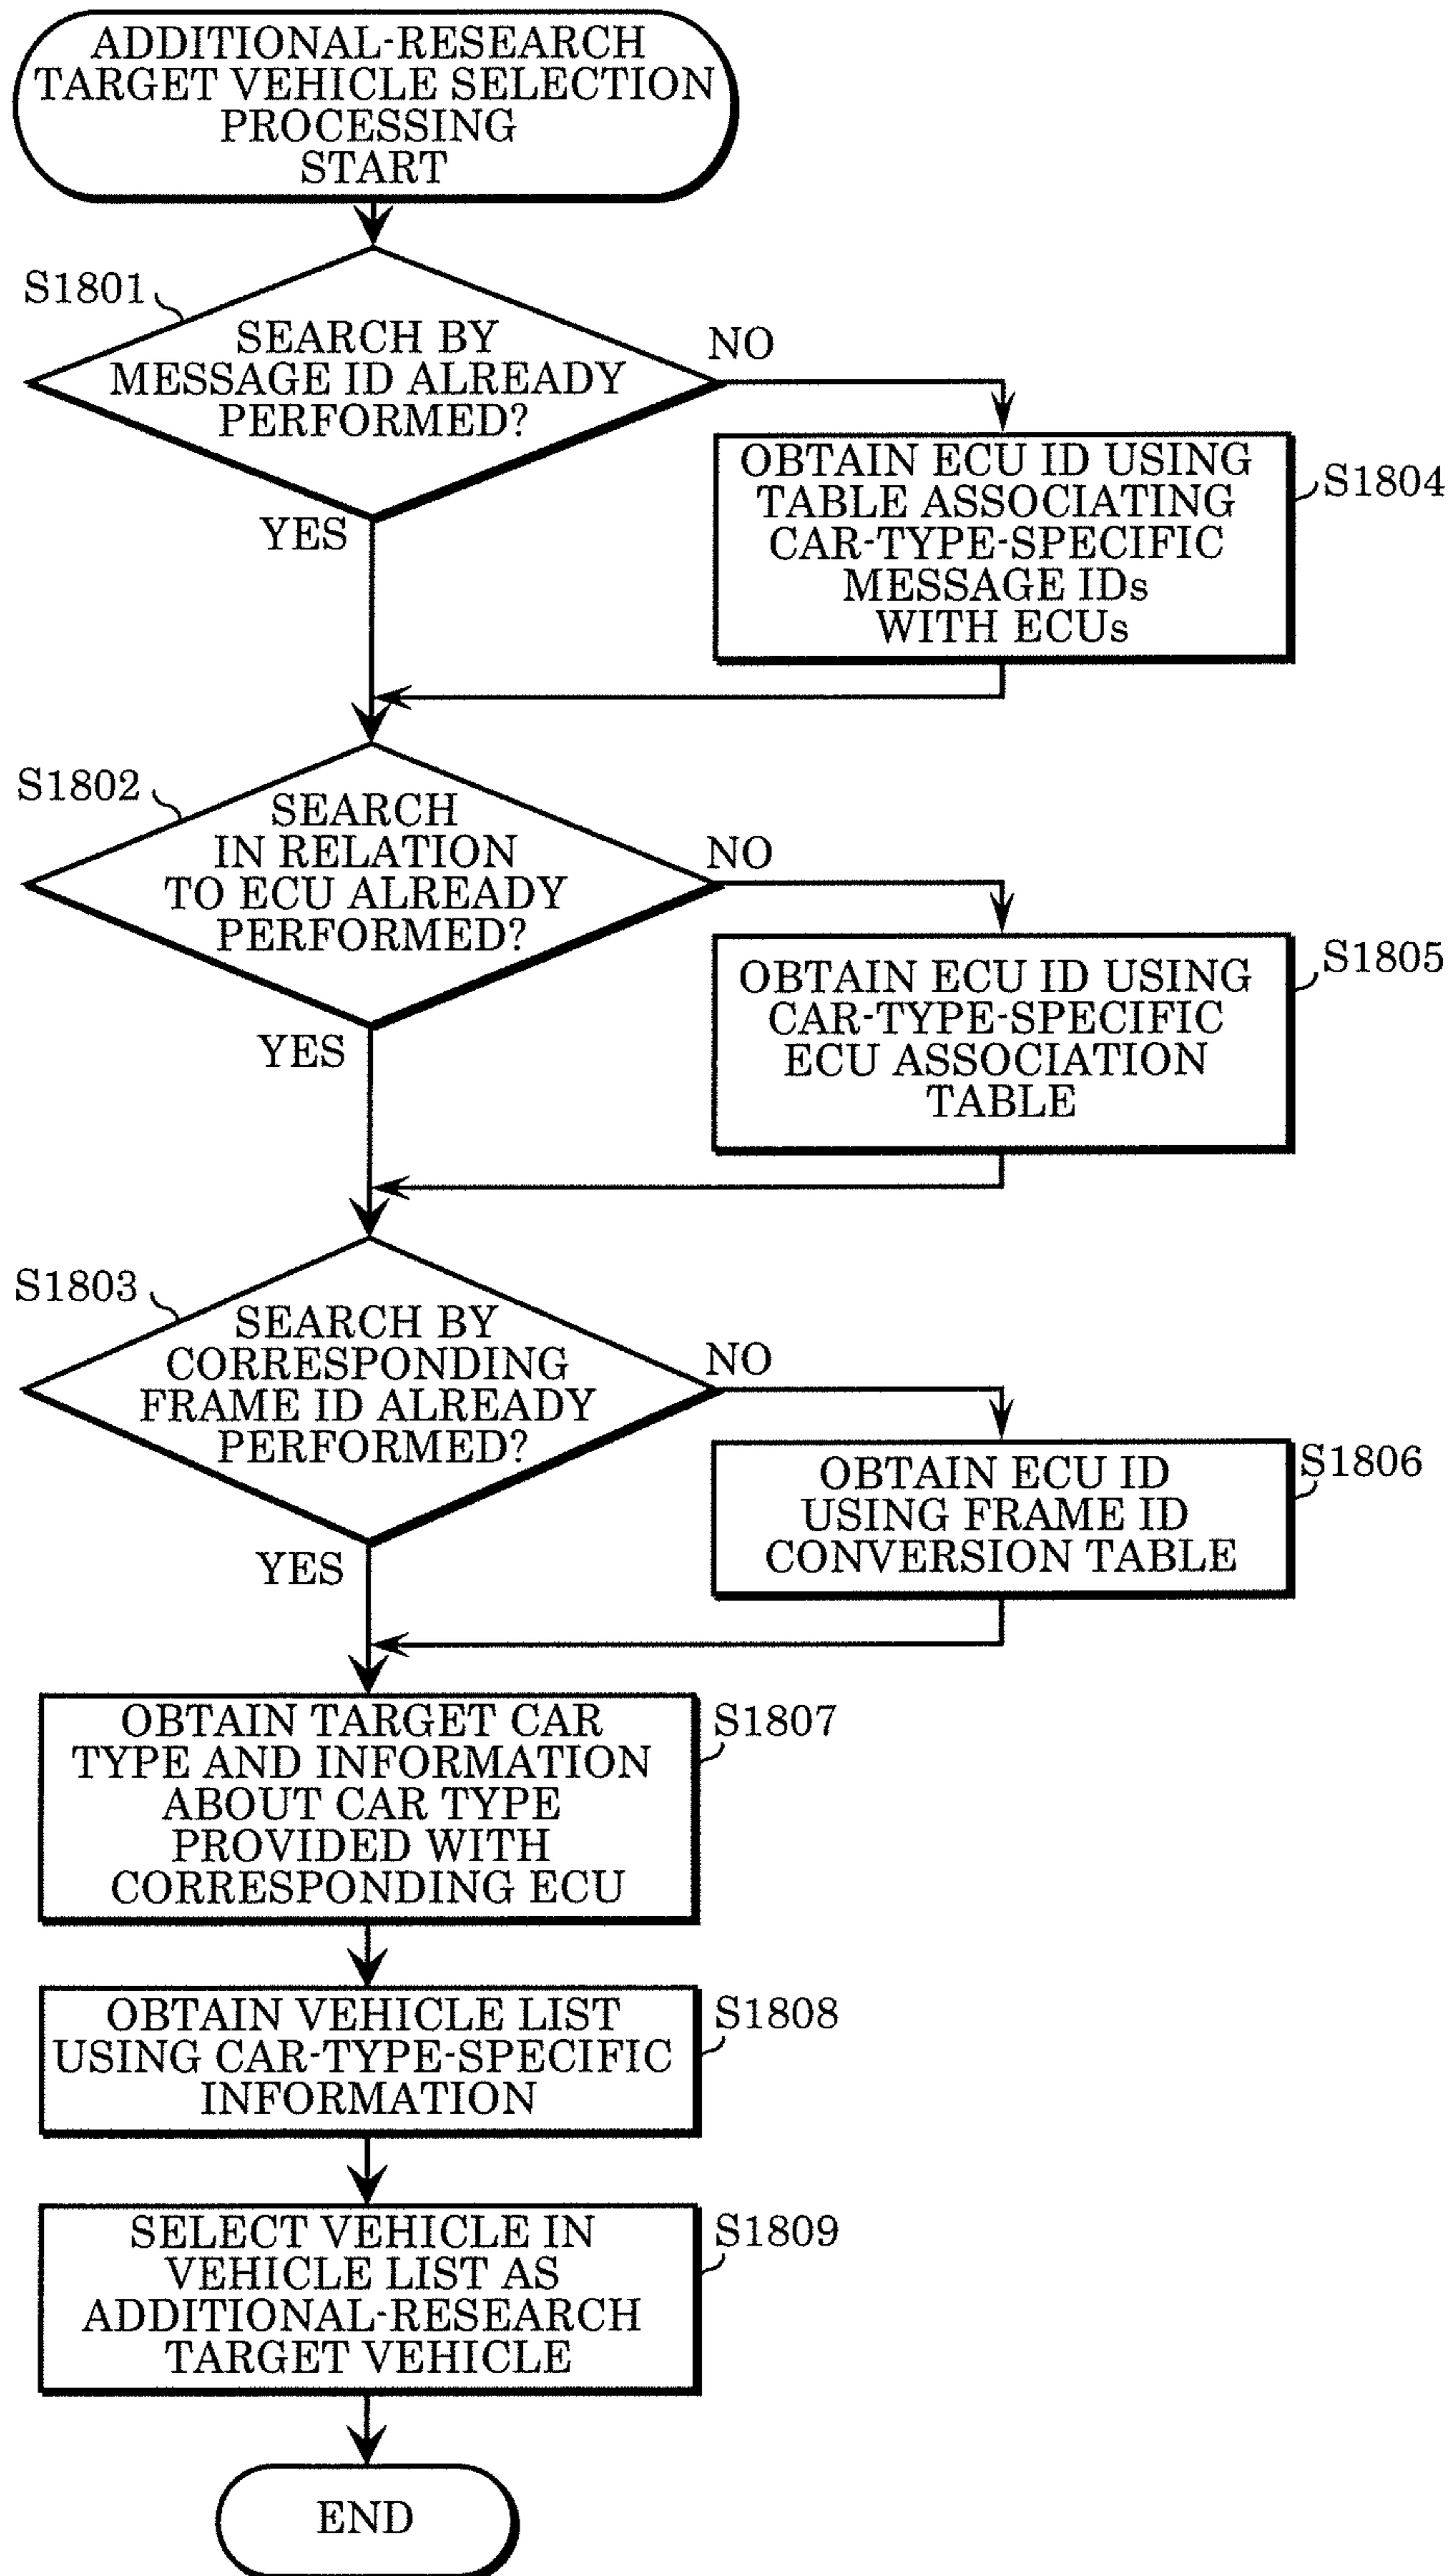 ADDITIONAL-RESEARCH
TARGET VEHICLE SELECTION
PROCESSING
START
S1801
SEARCH BY
MESSAGE ID ALREADY
PERFORMED?
NO
YES
OBTAIN ECU ID USING
TABLE ASSOCIATING
CAR-TYPE-SPECIFIC
MESSAGE IDs
WITH ECUs
S1804
S1802
SEARCH
IN RELATION
TO ECU ALREADY
PERFORMED?
NO
YES
OBTAIN ECU ID USING
CAR-TYPE-SPECIFIC
ECU ASSOCIATION
TABLE
S1805
S1803
SEARCH BY
CORRESPONDING
FRAME ID ALREADY
PERFORMED?
NO
YES
OBTAIN ECU ID
USING FRAME ID
CONVERSION TABLE
S1806
OBTAIN TARGET CAR
TYPE AND INFORMATION
ABOUT CAR TYPE
PROVIDED WITH
CORRESPONDING ECU
S1807
OBTAIN VEHICLE LIST
USING CAR-TYPE-SPECIFIC
INFORMATION
S1808
SELECT VEHICLE IN
VEHICLE LIST AS
ADDITIONAL-RESEARCH
TARGET VEHICLE
S1809
END